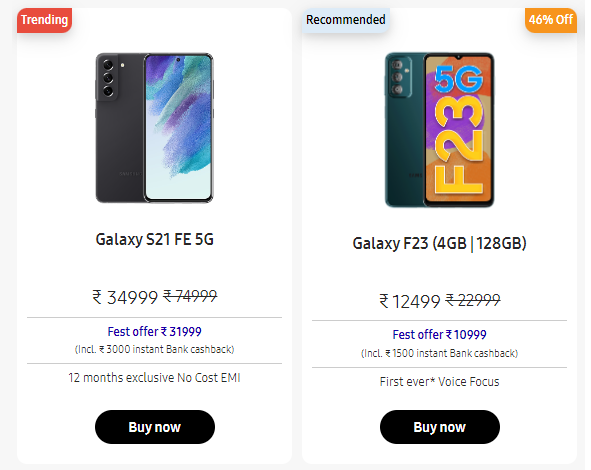 Trending
Galaxy S21 FE 5G
₹ 34999 ₹ 74999
Fest offer ₹ 31999
(Incl. ₹ 3000 instant Bank cashback)
12 months exclusive No Cost EMI
Buy now
Recommended
46% Off
5G
F23
Galaxy F23 (4GB | 128GB)
₹ 12499 ₹ 22999
Fest offer ₹ 10999
(Incl. ₹ 1500 instant Bank cashback)
First ever* Voice Focus
Buy now